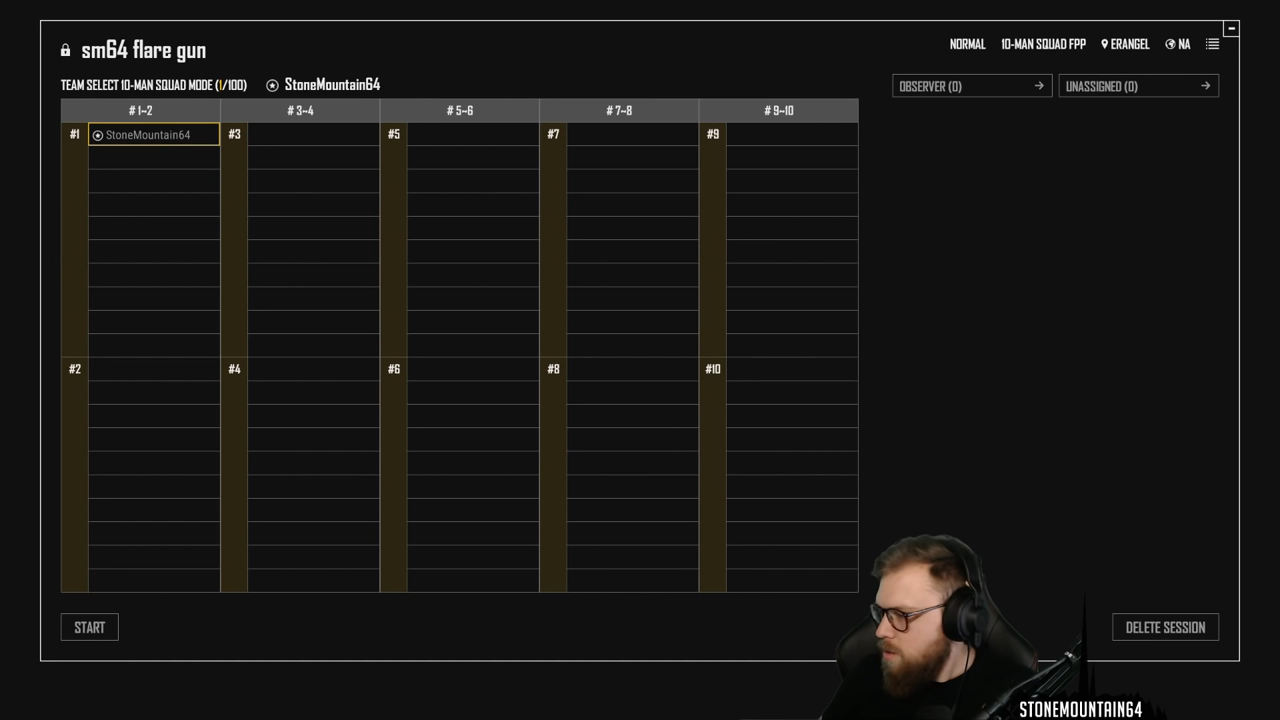 sm64 flare gun
NORMAL 10-MAN SQUAD FPP ERANGEL NA
TEAM SELECT 10-MAN SQUAD MODE (1/100) StoneMountain64
OBSERVER (0) UNASSIGNED (0)
# 1~2 # 3~4 # 5~6 # 7~8 # 9~10
#1 StoneMountain64 #3 #5 #7 #9
#2 #4 #6 #8 #10
START
DELETE SESSION
STONEMOUNTAIN64